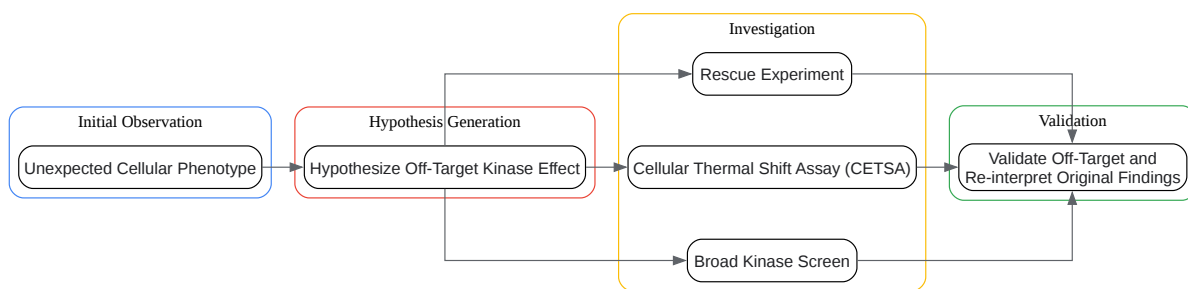 Initial Observation
Unexpected Cellular Phenotype
Hypothesis Generation
Hypothesize Off-Target Kinase Effect
Investigation
Rescue Experiment
Cellular Thermal Shift Assay (CETSA)
Broad Kinase Screen
Validation
Validate Off-Target and
Re-interpret Original Findings